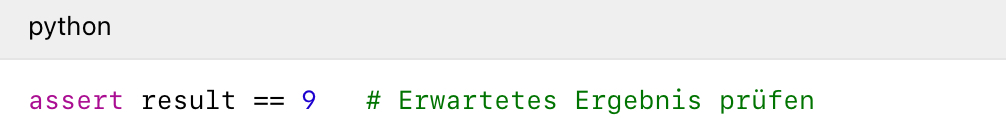 python
assert result == 9   # Erwartetes Ergebnis prüfen